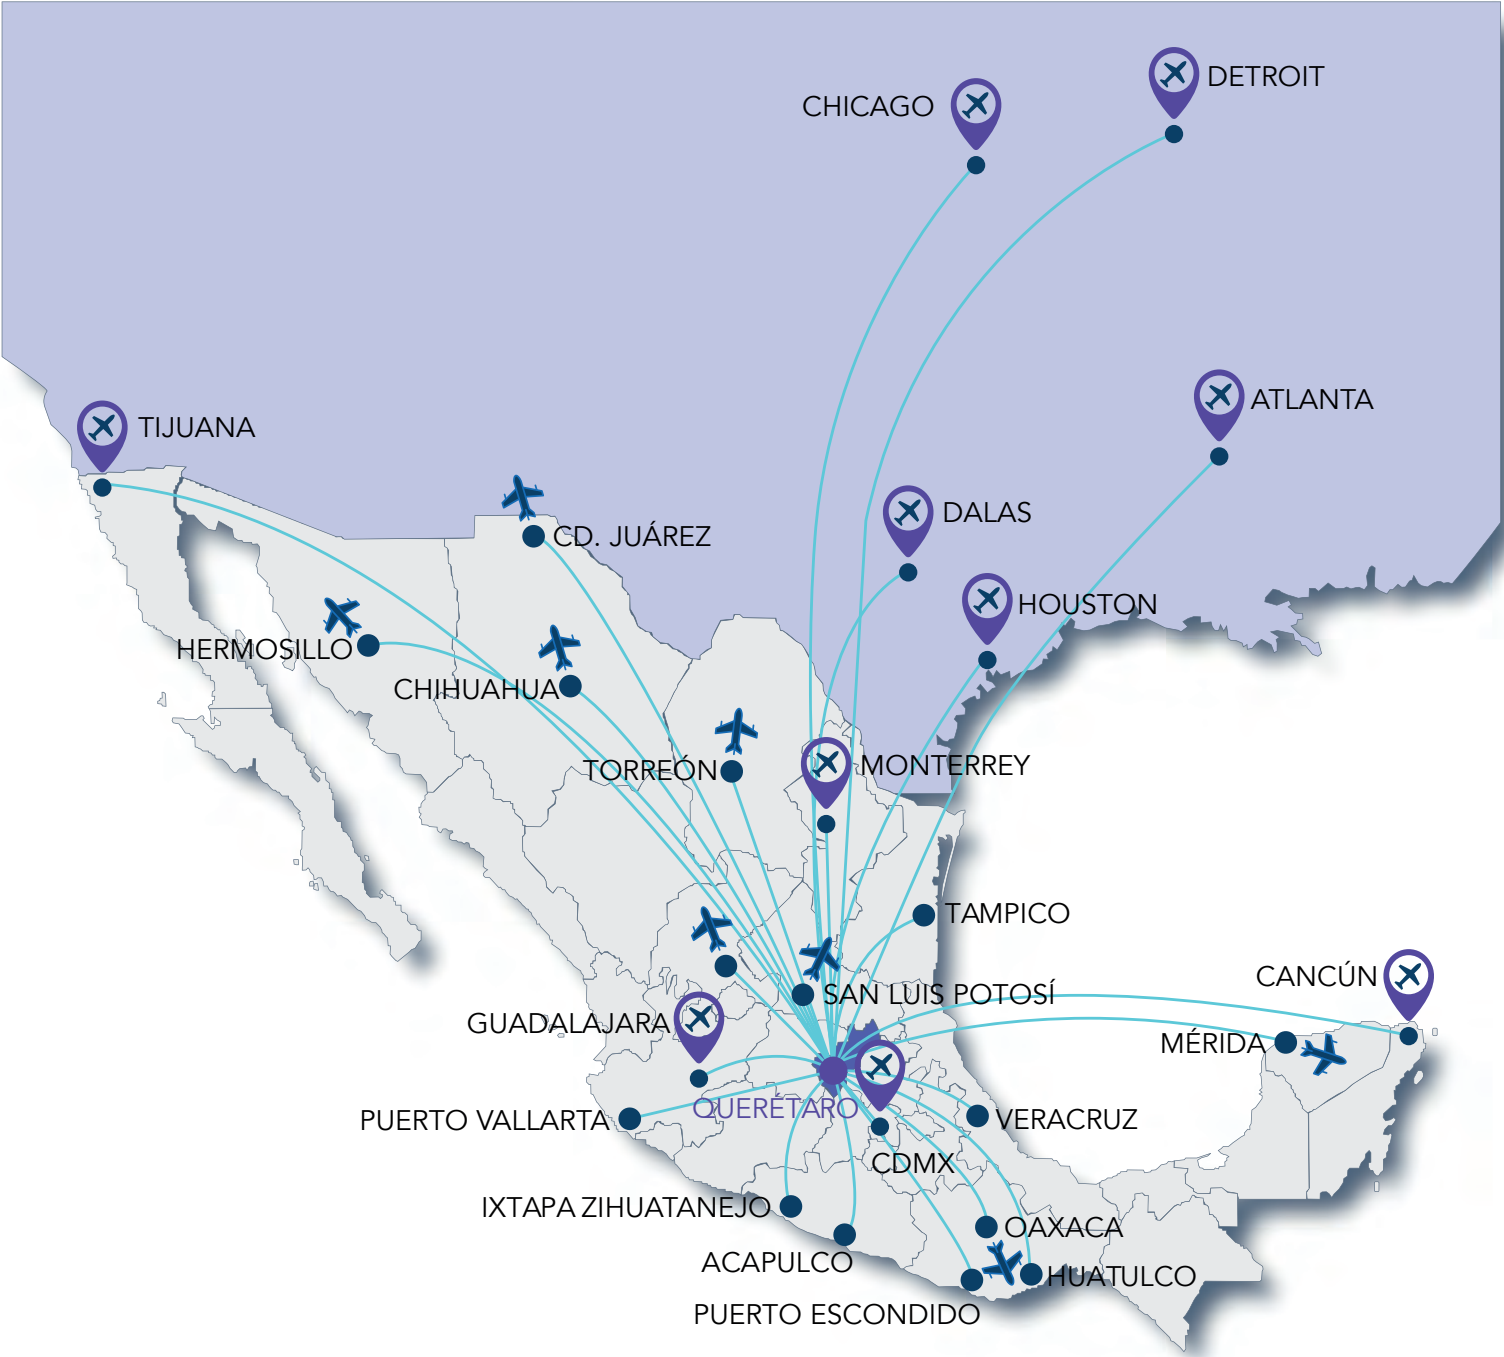 DETROIT
CHICAGO
ATLANTA
TIJUANA
DALAS
CD. JUÁREZ
HOUSTON
HERMOSILLO
CHIHUAHUA
MONTERREY
TORREÓN
TAMPICO
CANCÚN
SAN LUIS POTOSÍ
GUADALAJARA
MÉRIDA
QUERÉTARO
PUERTO VALLARTA
VERACRUZ
CDMX
IXTAPA ZIHUATANEJO
OAXACA
ACAPULCO
HUATULCO
PUERTO ESCONDIDO